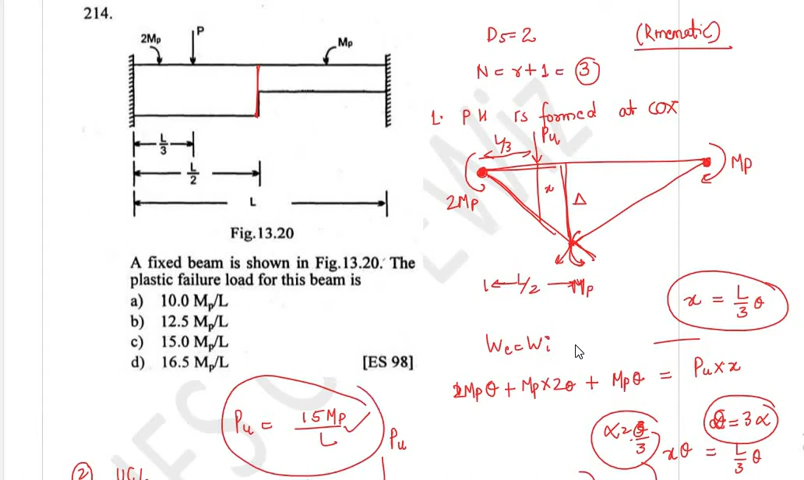 214.
2Mp
P
Mp
L/3
L/2
L
Fig.13.20
A fixed beam is shown in Fig.13.20. The
plastic failure load for this beam is
a) 10.0 Mp/L
b) 12.5 Mp/L
c) 15.0 Mp/L
d) 16.5 Mp/L [ES 98]
Pu = 15Mp/L
Pu
Ds = 2
(Kinematic)
N = r+1 = 3
1. PH is formed at COX
Pu
L/3
2Mp
Mp
x
Δ
L/2
Mp
x = L/3 θ
We = Wi
2Mpθ + Mp×2θ + Mpθ = Pu×x
θ = 3α
xθ = L/3 θ